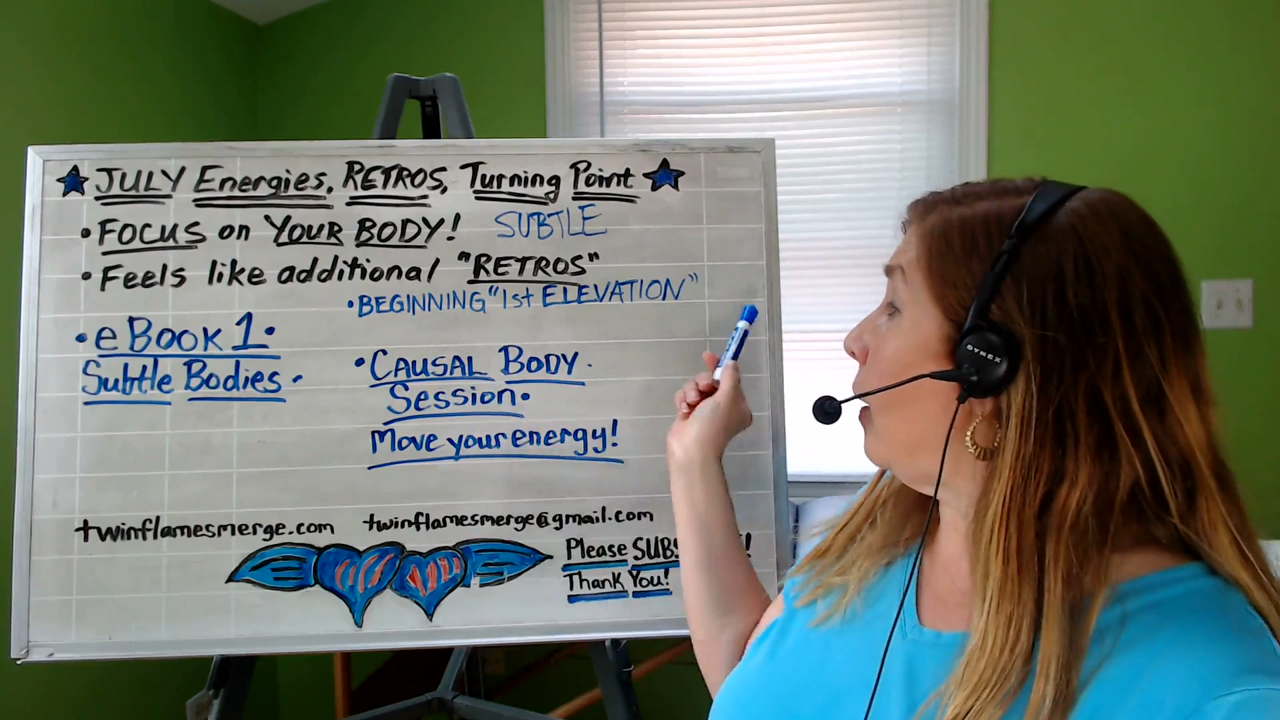 JULY Energies, RETROS, Turning Point
• FOCUS on YOUR BODY! SUBTLE
• Feels like additional "RETROS"
• BEGINNING "1st ELEVATION"
• eBook 1 •
Subtle Bodies •
• CAUSAL BODY.
Session •
Move your energy!
twinflamesmerge.com twinflamesmerge@gmail.com
Please
Thank You!
DYNEX